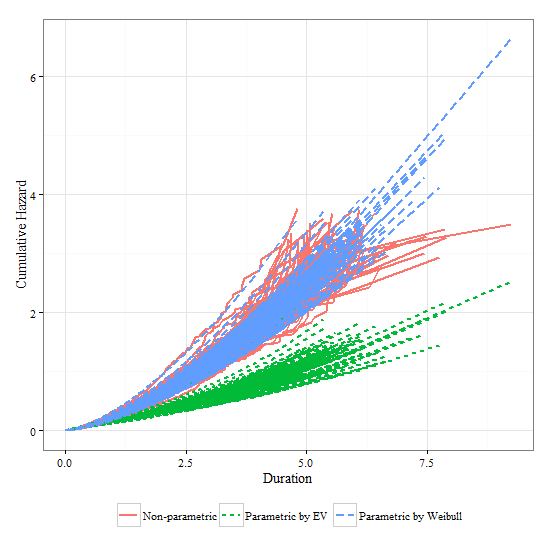 6
4
2
0
Cumulative Hazard
0.0 2.5 5.0 7.5
Duration
Non-parametric Parametric by EV Parametric by Weibull